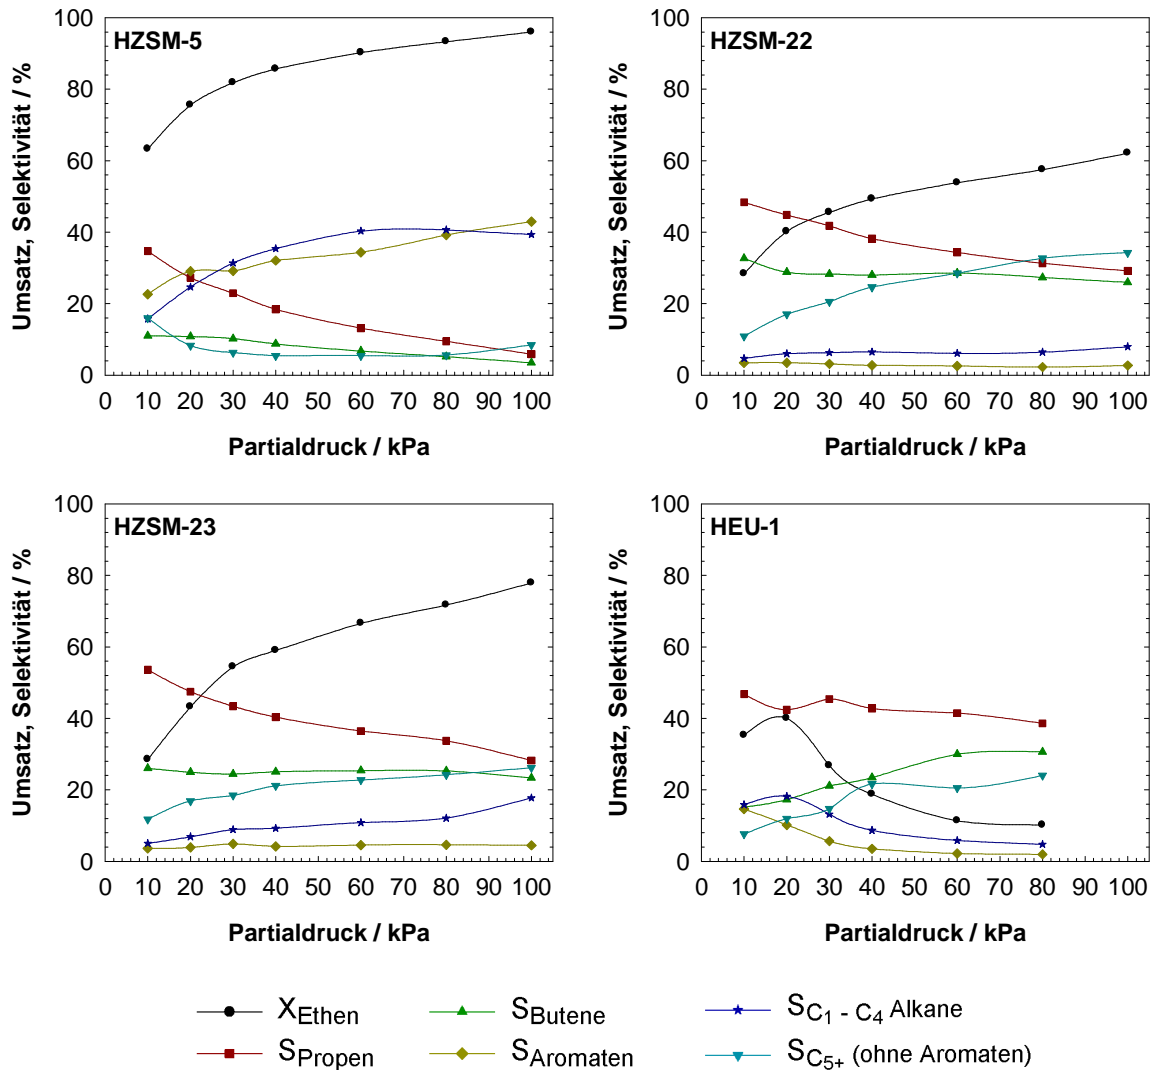 HZSM-5
100
80
60
40
20
0
Umsatz, Selektivität / %
0 10 20 30 40 50 60 70 80 90 100
Partialdruck / kPa
HZSM-22
100
80
60
40
20
0
Umsatz, Selektivität / %
0 10 20 30 40 50 60 70 80 90 100
Partialdruck / kPa
HZSM-23
100
80
60
40
20
0
Umsatz, Selektivität / %
0 10 20 30 40 50 60 70 80 90 100
Partialdruck / kPa
HEU-1
100
80
60
40
20
0
Umsatz, Selektivität / %
0 10 20 30 40 50 60 70 80 90 100
Partialdruck / kPa
XEthen SButene SC1 - C4 Alkane
SPropen SAromaten SC5+ (ohne Aromaten)